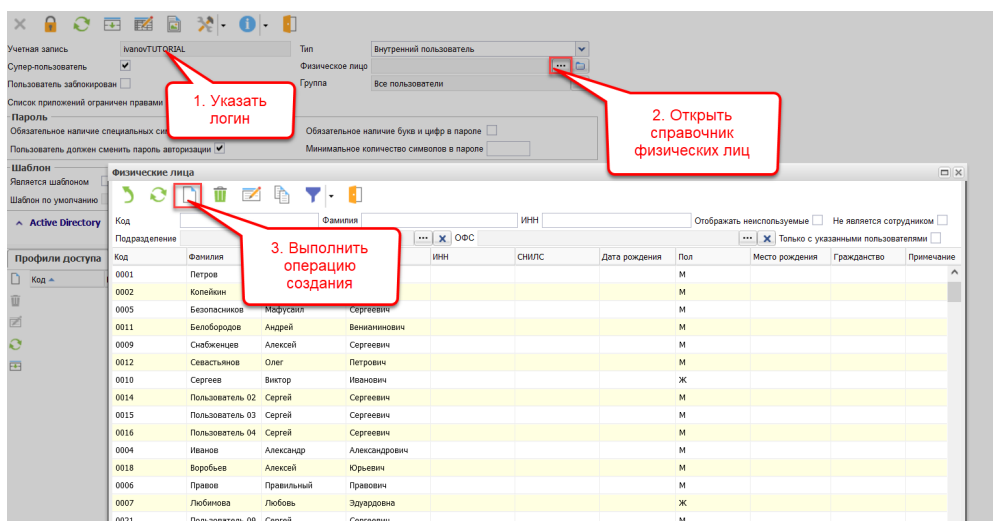 Учетная запись ivanovTUTORIAL Тип Внутренний пользователь
Супер-пользователь Физическое лицо ...
Пользователь заблокирован Группа Все пользователи
Список приложений ограничен правами
1. Указать
логин
2. Открыть
справочник
физических лиц
Пароль
Обязательное наличие специальных Обязательное наличие букв и цифр в пароле
Пользователь должен сменить пароль авторизации Минимальное количество символов в пароле
Шаблон
Является шаблоном
Шаблон по умолчанию
Active Directory
Профили доступа
Код
Физические лица
Код Фамилия ИНН Отображать неиспользуемые Не является сотрудником
Подразделение ... X ОФС ... X Только с указанными пользователями
3. Выполнить
операцию
создания
Код Фамилия ИНН СНИЛС Дата рождения Пол Место рождения Гражданство Примечание
0001 Петров М
0002 Копейкин М
0005 Безопасников Мафусаил Сергеевич М
0011 Белобородов Андрей Вениаминович М
0009 Снабженцев Алексей Сергеевич М
0012 Севастьянов Олег Петрович М
0010 Сергеев Виктор Иванович Ж
0014 Пользователь 02 Сергей Сергеевич М
0015 Пользователь 03 Сергей Сергеевич М
0016 Пользователь 04 Сергей Сергеевич М
0004 Иванов Александр Александрович М
0018 Воробьев Алексей Юрьевич М
0006 Правов Правильный Правович М
0007 Любимова Любовь Эдуардовна Ж
0021 Пользователь 09 Сергей Сергеевич М